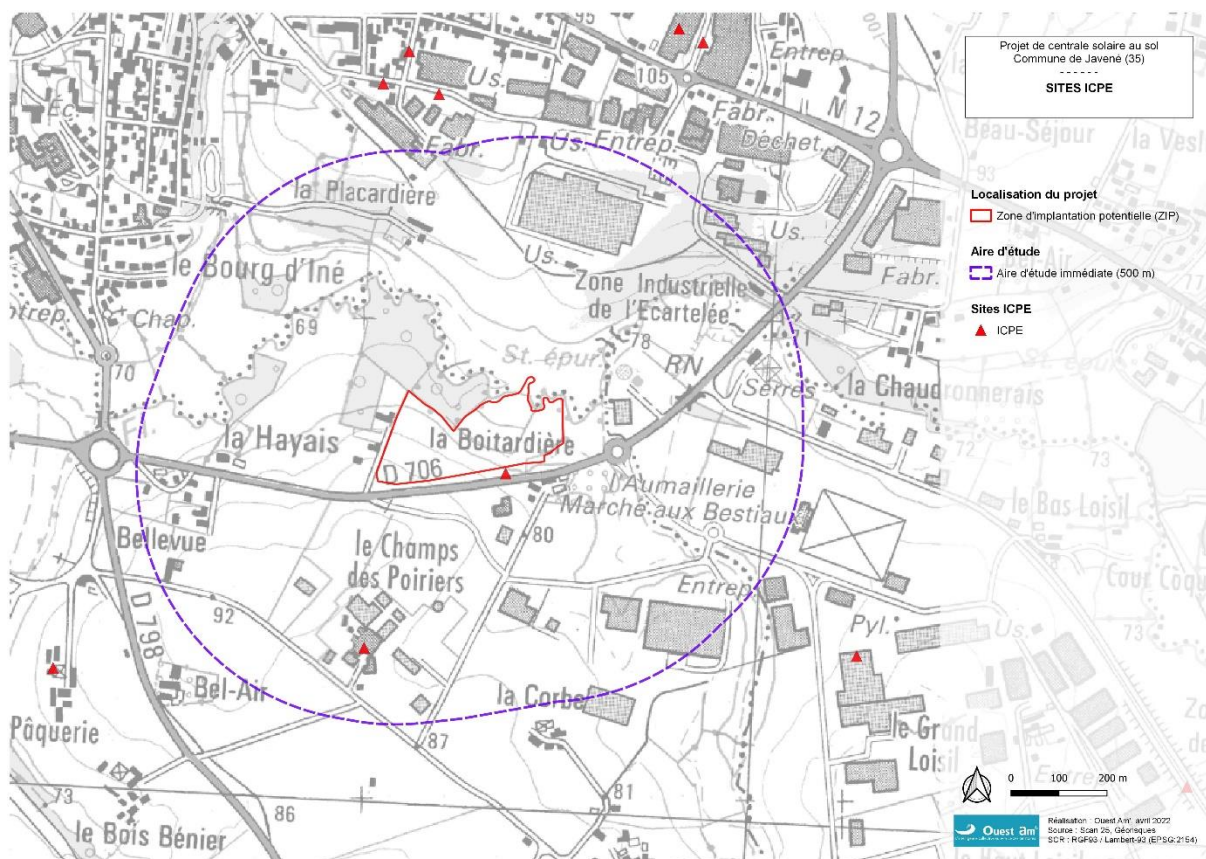 95
Us.
Entrep.
105
N 12
Ec.
Fabr.
Déchet.
Us. Entrep.
Fabr.
Beau-Séjour
la Vesl
93
la Placardière
Us.
Us.
le Bourg d'Iné
Zone Industrielle
de l'Ecartelée
Fabr.
Bel-Air
Chap.
69
St. épur.
78
71
70
RN
Serres
la Chaudronnerais
la Hayais
la Boitardière
D 706
73
l'Aumaillerie
Marché aux Bestiau
le Bas Loisil
Bellevue
80
le Champs
des Poiriers
92
Entrep.
Pyl.
Us.
73
D 798
Bel-Air
la Corbe
Pâquerie
87
le Grand
Loisil
73
86
81
le Bois Bénier
Projet de centrale solaire au sol
Commune de Javené (35)
------
SITES ICPE
Localisation du projet
Zone d'implantation potentielle (ZIP)
Aire d'étude
Aire d'étude immédiate (500 m)
Sites ICPE
ICPE
0 100 200 m
Ouest am'
Réalisation : Ouest Am', avril 2022
Source : Scan 25, Géorisques
SCR : RGF93 / Lambert-93 (EPSG:2154)